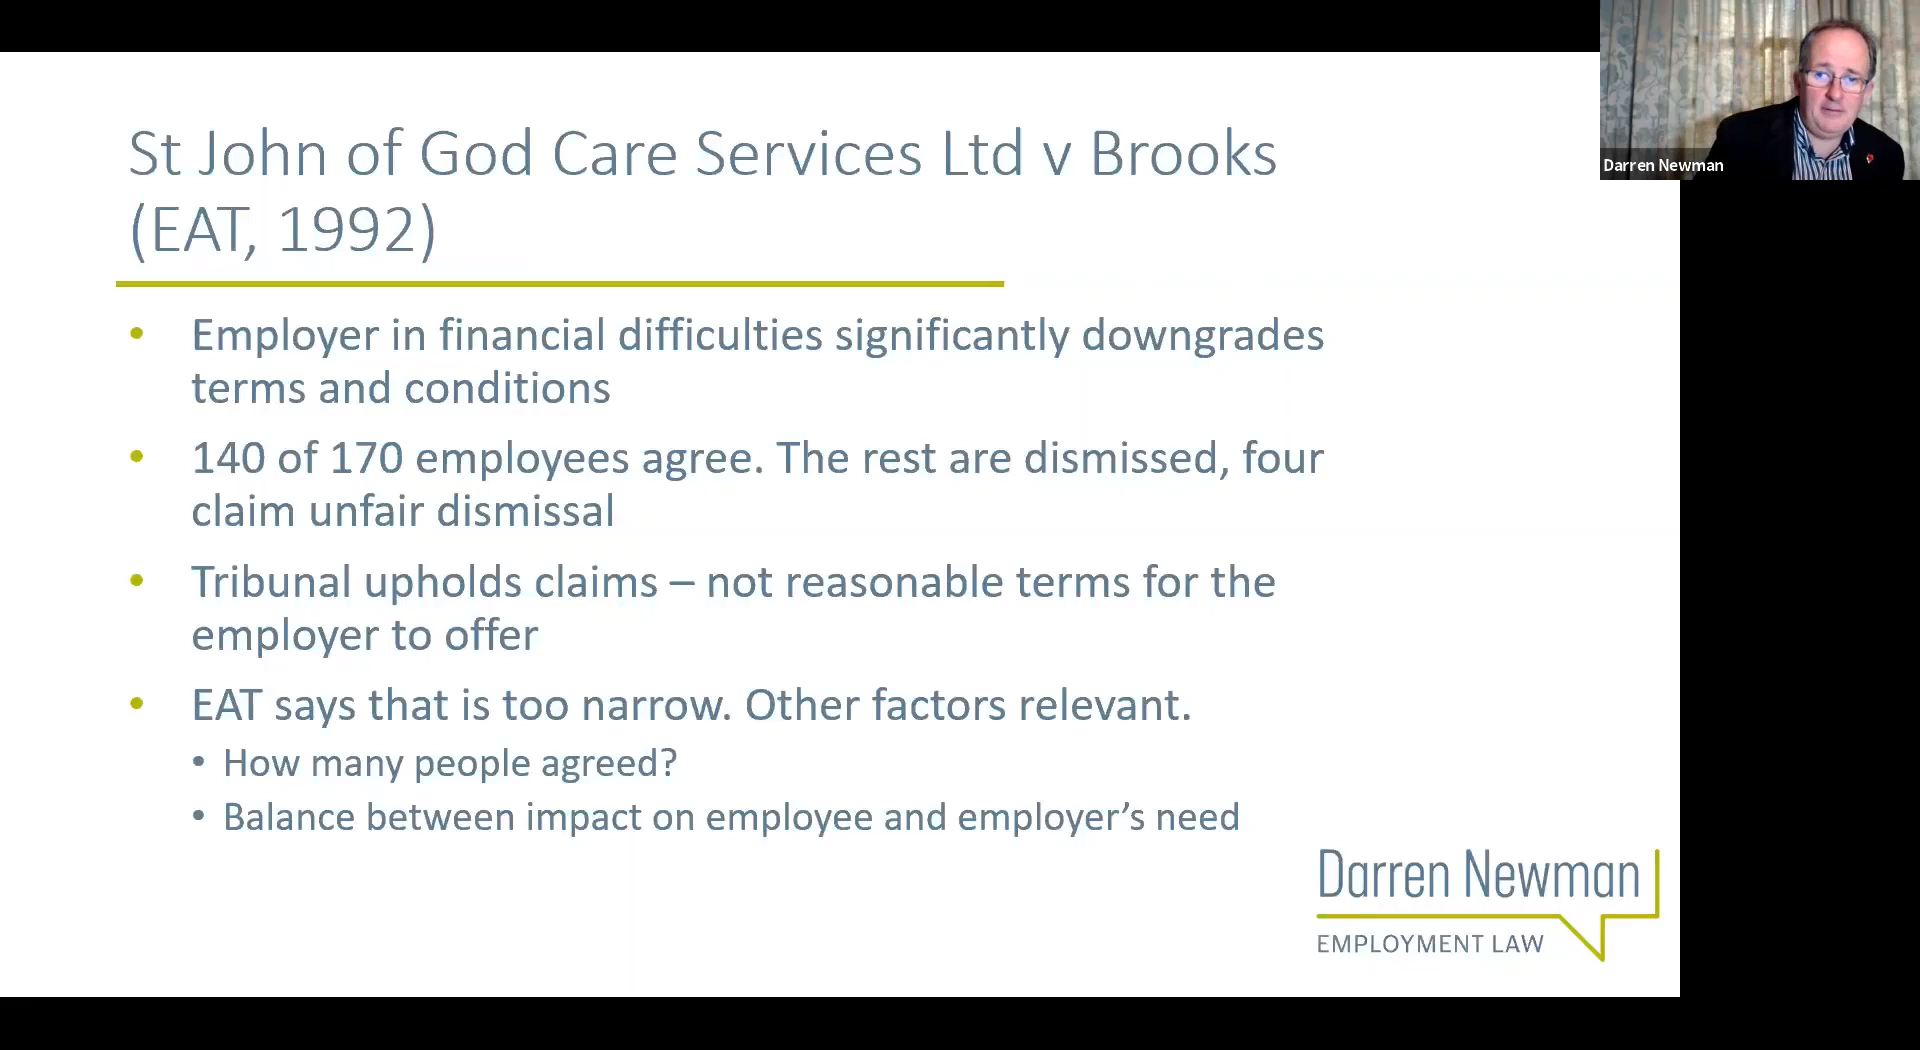 St John of God Care Services Ltd v Brooks
(EAT, 1992)
• Employer in financial difficulties significantly downgrades
terms and conditions
• 140 of 170 employees agree. The rest are dismissed, four
claim unfair dismissal
• Tribunal upholds claims – not reasonable terms for the
employer to offer
• EAT says that is too narrow. Other factors relevant.
• How many people agreed?
• Balance between impact on employee and employer’s need
Darren Newman
EMPLOYMENT LAW
Darren Newman